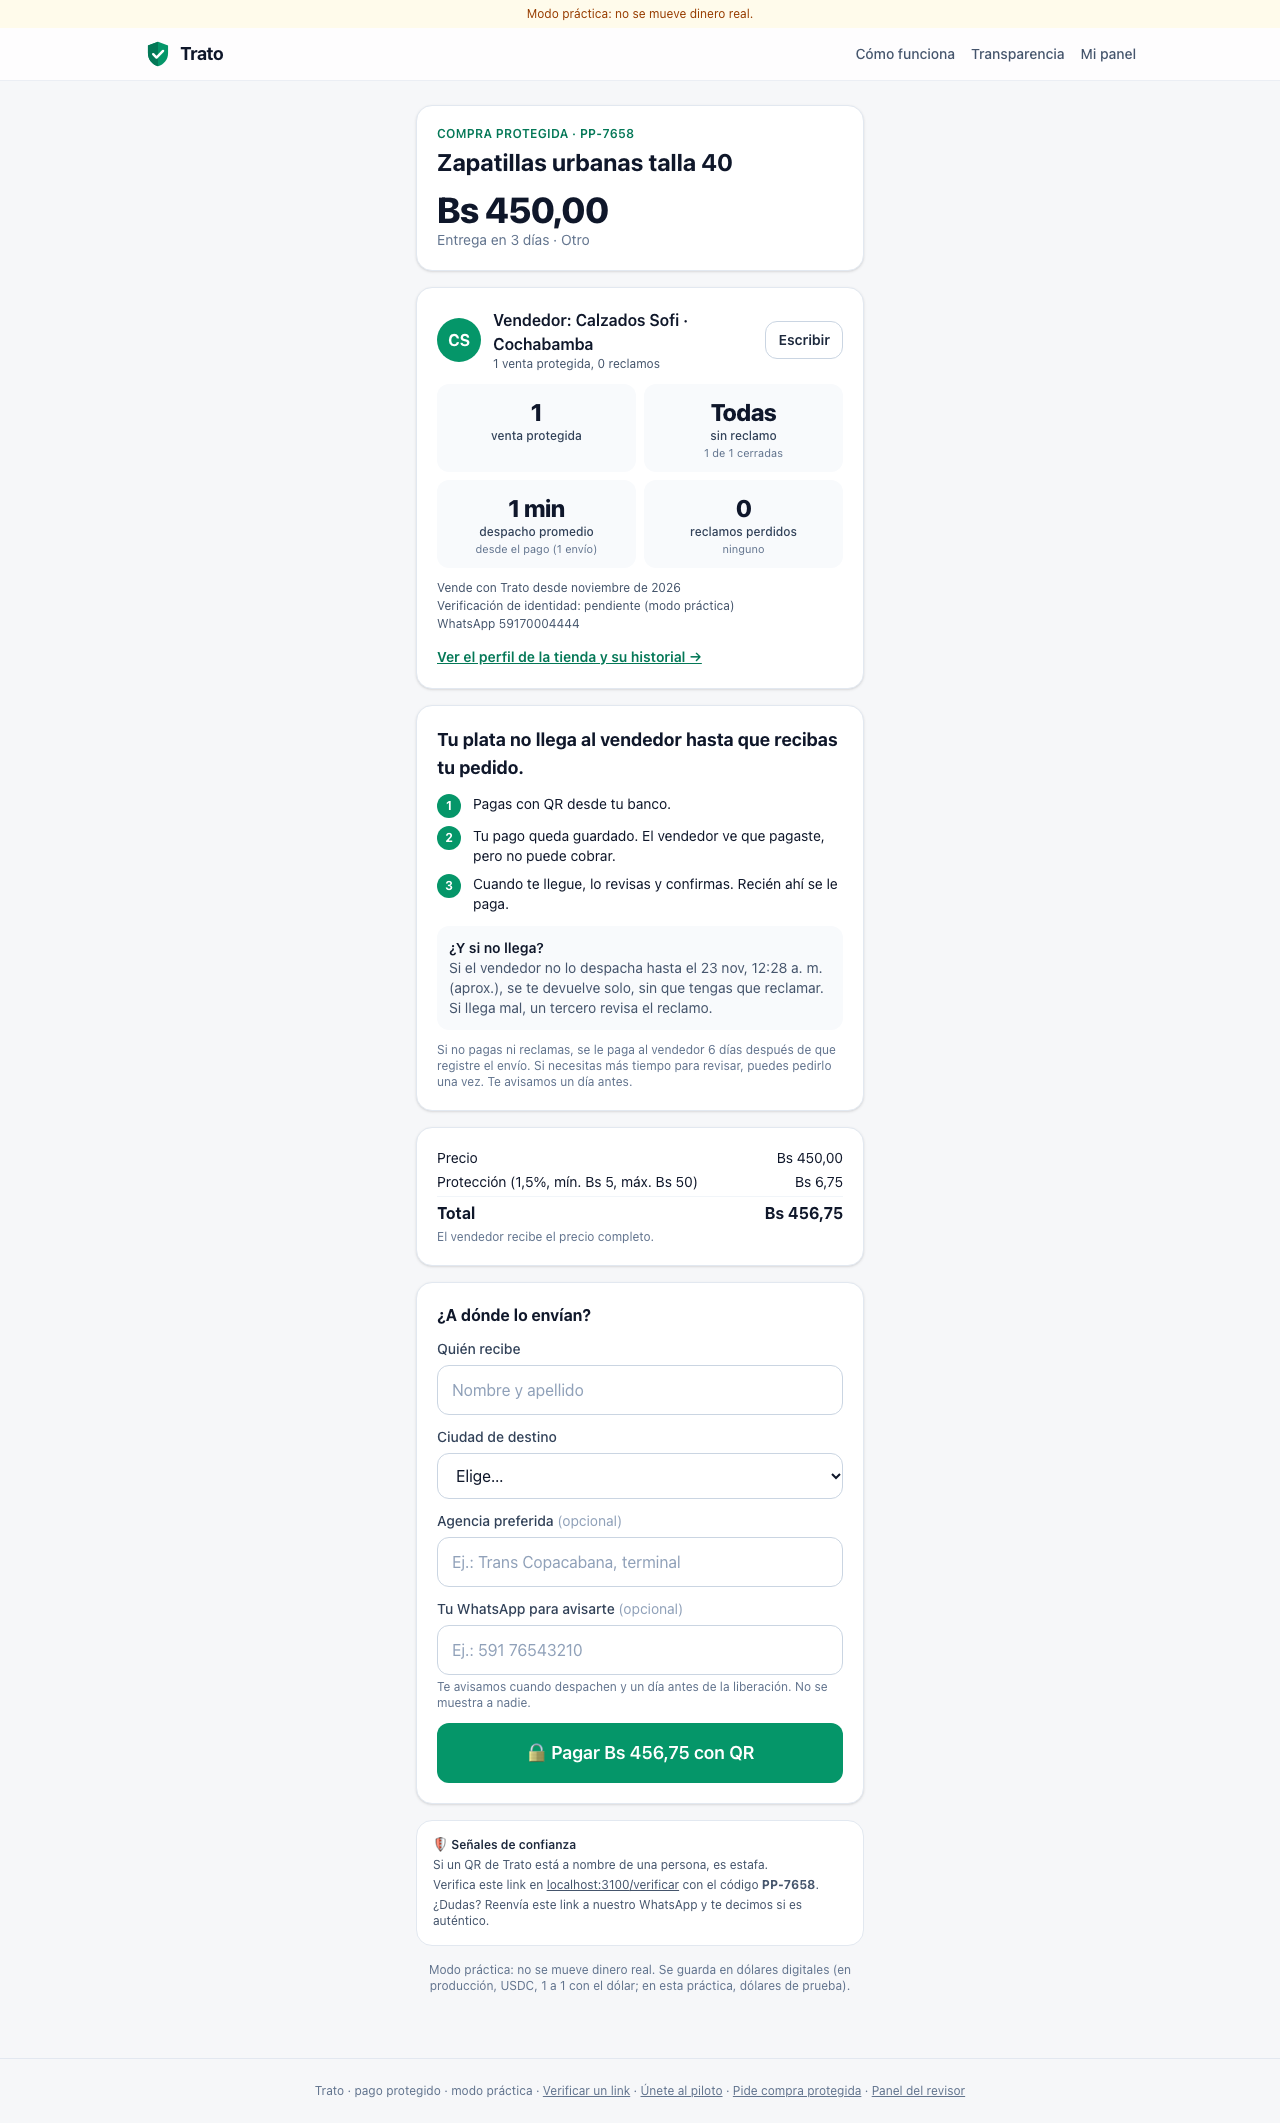 Modo práctica: no se mueve dinero real.
Trato
Cómo funciona Transparencia Mi panel
COMPRA PROTEGIDA · PP-7658
Zapatillas urbanas talla 40
Bs 450,00
Entrega en 3 días · Otro
CS
Vendedor: Calzados Sofi ·
Cochabamba
1 venta protegida, 0 reclamos
Escribir
1
venta protegida
Todas
sin reclamo
1 de 1 cerradas
1 min
despacho promedio
desde el pago (1 envío)
0
reclamos perdidos
ninguno
Vende con Trato desde noviembre de 2026
Verificación de identidad: pendiente (modo práctica)
WhatsApp 59170004444
Ver el perfil de la tienda y su historial →
Tu plata no llega al vendedor hasta que recibas
tu pedido.
1 Pagas con QR desde tu banco.
2 Tu pago queda guardado. El vendedor ve que pagaste,
pero no puede cobrar.
3 Cuando te llegue, lo revisas y confirmas. Recién ahí se le
paga.
¿Y si no llega?
Si el vendedor no lo despacha hasta el 23 nov, 12:28 a. m.
(aprox.), se te devuelve solo, sin que tengas que reclamar.
Si llega mal, un tercero revisa el reclamo.
Si no pagas ni reclamas, se le paga al vendedor 6 días después de que
registre el envío. Si necesitas más tiempo para revisar, puedes pedirlo
una vez. Te avisamos un día antes.
Precio Bs 450,00
Protección (1,5%, mín. Bs 5, máx. Bs 50) Bs 6,75
Total Bs 456,75
El vendedor recibe el precio completo.
¿A dónde lo envían?
Quién recibe
Nombre y apellido
Ciudad de destino
Elige...
Agencia preferida (opcional)
Ej.: Trans Copacabana, terminal
Tu WhatsApp para avisarte (opcional)
Ej.: 591 76543210
Te avisamos cuando despachen y un día antes de la liberación. No se
muestra a nadie.
Pagar Bs 456,75 con QR
Señales de confianza
Si un QR de Trato está a nombre de una persona, es estafa.
Verifica este link en localhost:3100/verificar con el código PP-7658.
¿Dudas? Reenvía este link a nuestro WhatsApp y te decimos si es
auténtico.
Modo práctica: no se mueve dinero real. Se guarda en dólares digitales (en
producción, USDC, 1 a 1 con el dólar; en esta práctica, dólares de prueba).
Trato · pago protegido · modo práctica · Verificar un link · Únete al piloto · Pide compra protegida · Panel del revisor